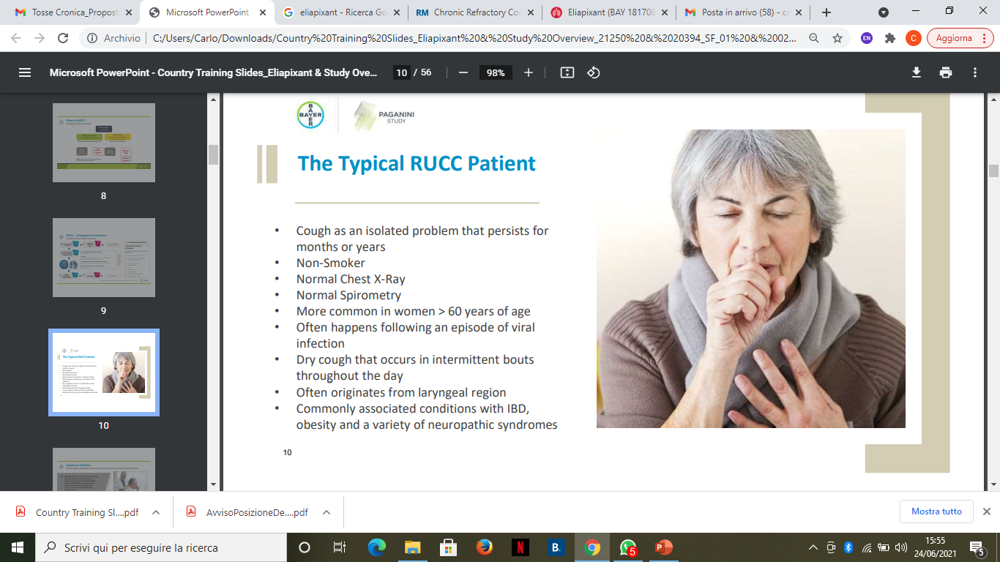 Tosse Cronica_Propost
Microsoft PowerPoint
eliapixant - Ricerca Go
Chronic Refractory Cou
Eliapixant (BAY 181708
Posta in arrivo (58) - ca
Archivio
C:/Users/Carlo/Downloads/Country%20Training%20Slides_Eliapixant%20&%20Study%20Overview_21250%20&%2020394_SF_01%20&%2002...
EN
C
Aggiorna
Microsoft PowerPoint - Country Training Slides_Eliapixant & Study Ove...
10 / 56
98%
8
9
The Typical RUCC Patient
10
BAYER
BAYER
PAGANINI
STUDY
The Typical RUCC Patient
• Cough as an isolated problem that persists for
months or years
• Non-Smoker
• Normal Chest X-Ray
• Normal Spirometry
• More common in women > 60 years of age
• Often happens following an episode of viral
infection
• Dry cough that occurs in intermittent bouts
throughout the day
• Often originates from laryngeal region
• Commonly associated conditions with IBD,
obesity and a variety of neuropathic syndromes
10
Country Training Sl....pdf
AvvisoPosizioneDe....pdf
Mostra tutto
Scrivi qui per eseguire la ricerca
N
B.
5
P
15:55
24/06/2021
5